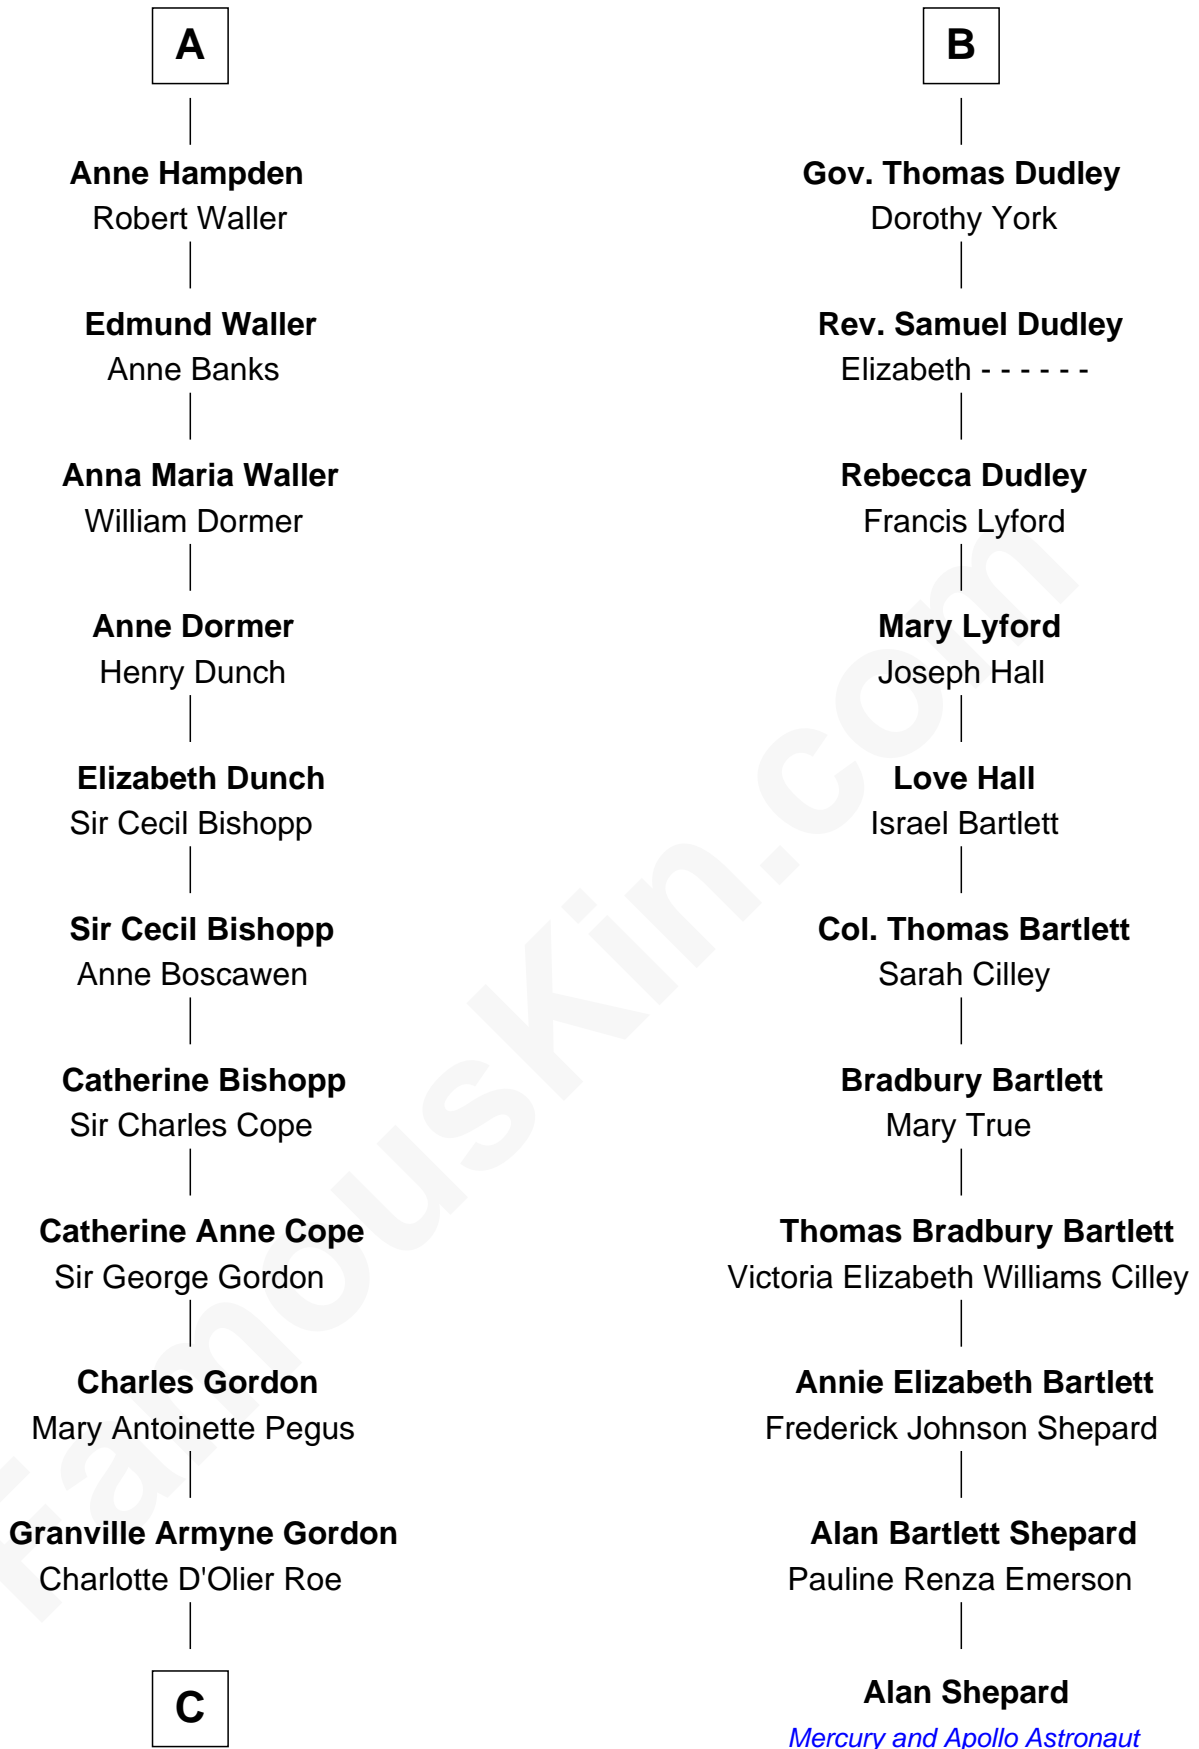 A
Anne Hampden
Robert Waller
Edmund Waller
Anne Banks
Anna Maria Waller
William Dormer
Anne Dormer
Henry Dunch
Elizabeth Dunch
Sir Cecil Bishopp
Sir Cecil Bishopp
Anne Boscawen
Catherine Bishopp
Sir Charles Cope
Catherine Anne Cope
Sir George Gordon
Charles Gordon
Mary Antoinette Pegus
Granville Armyne Gordon
Charlotte D'Olier Roe
C
B
Gov. Thomas Dudley
Dorothy York
Rev. Samuel Dudley
Elizabeth - - - - - -
Rebecca Dudley
Francis Lyford
Mary Lyford
Joseph Hall
Love Hall
Israel Bartlett
Col. Thomas Bartlett
Sarah Cilley
Bradbury Bartlett
Mary True
Thomas Bradbury Bartlett
Victoria Elizabeth Williams Cilley
Annie Elizabeth Bartlett
Frederick Johnson Shepard
Alan Bartlett Shepard
Pauline Renza Emerson
Alan Shepard
Mercury and Apollo Astronaut
FamousKin.com